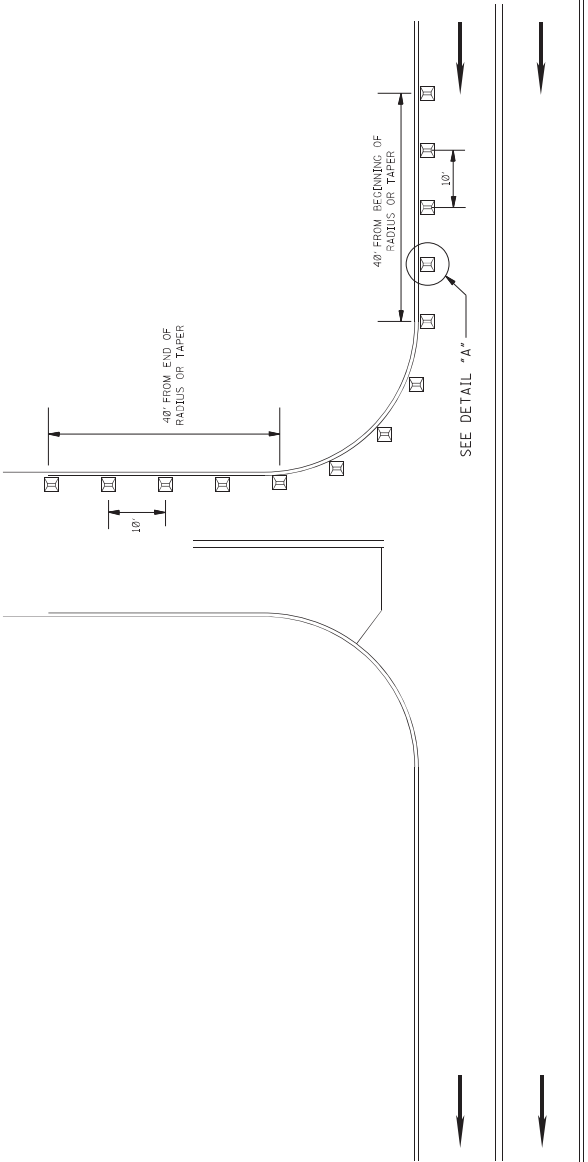 40' FROM BEGINNING OF
RADIUS OR TAPER
10'
SEE DETAIL "A"
40' FROM END OF
RADIUS OR TAPER
10'